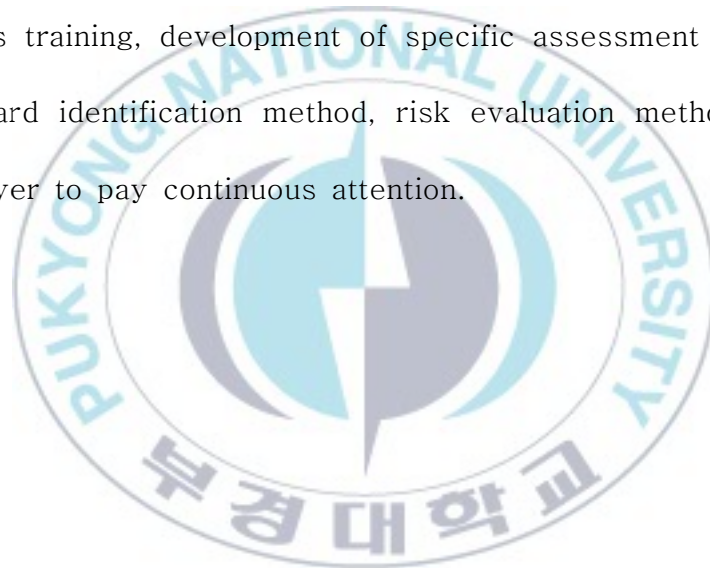 s training, development of specific assessment
ard identification method, risk evaluation metho
yer to pay continuous attention.
PUKYONG NATIONAL UNIVERSITY
부경대학교